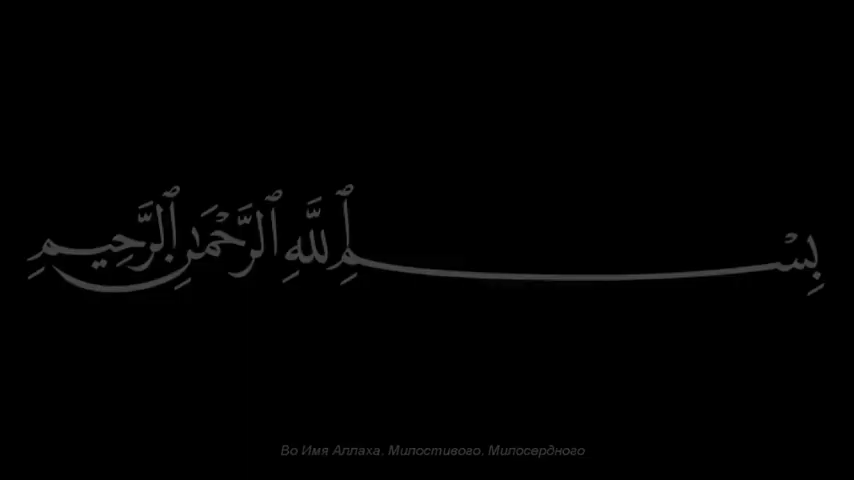 بِسْمِ ٱللَّهِ ٱلرَّحْمَٰنِ ٱلرَّحِيمِ
Во Имя Аллаха, Милостивого, Милосердного